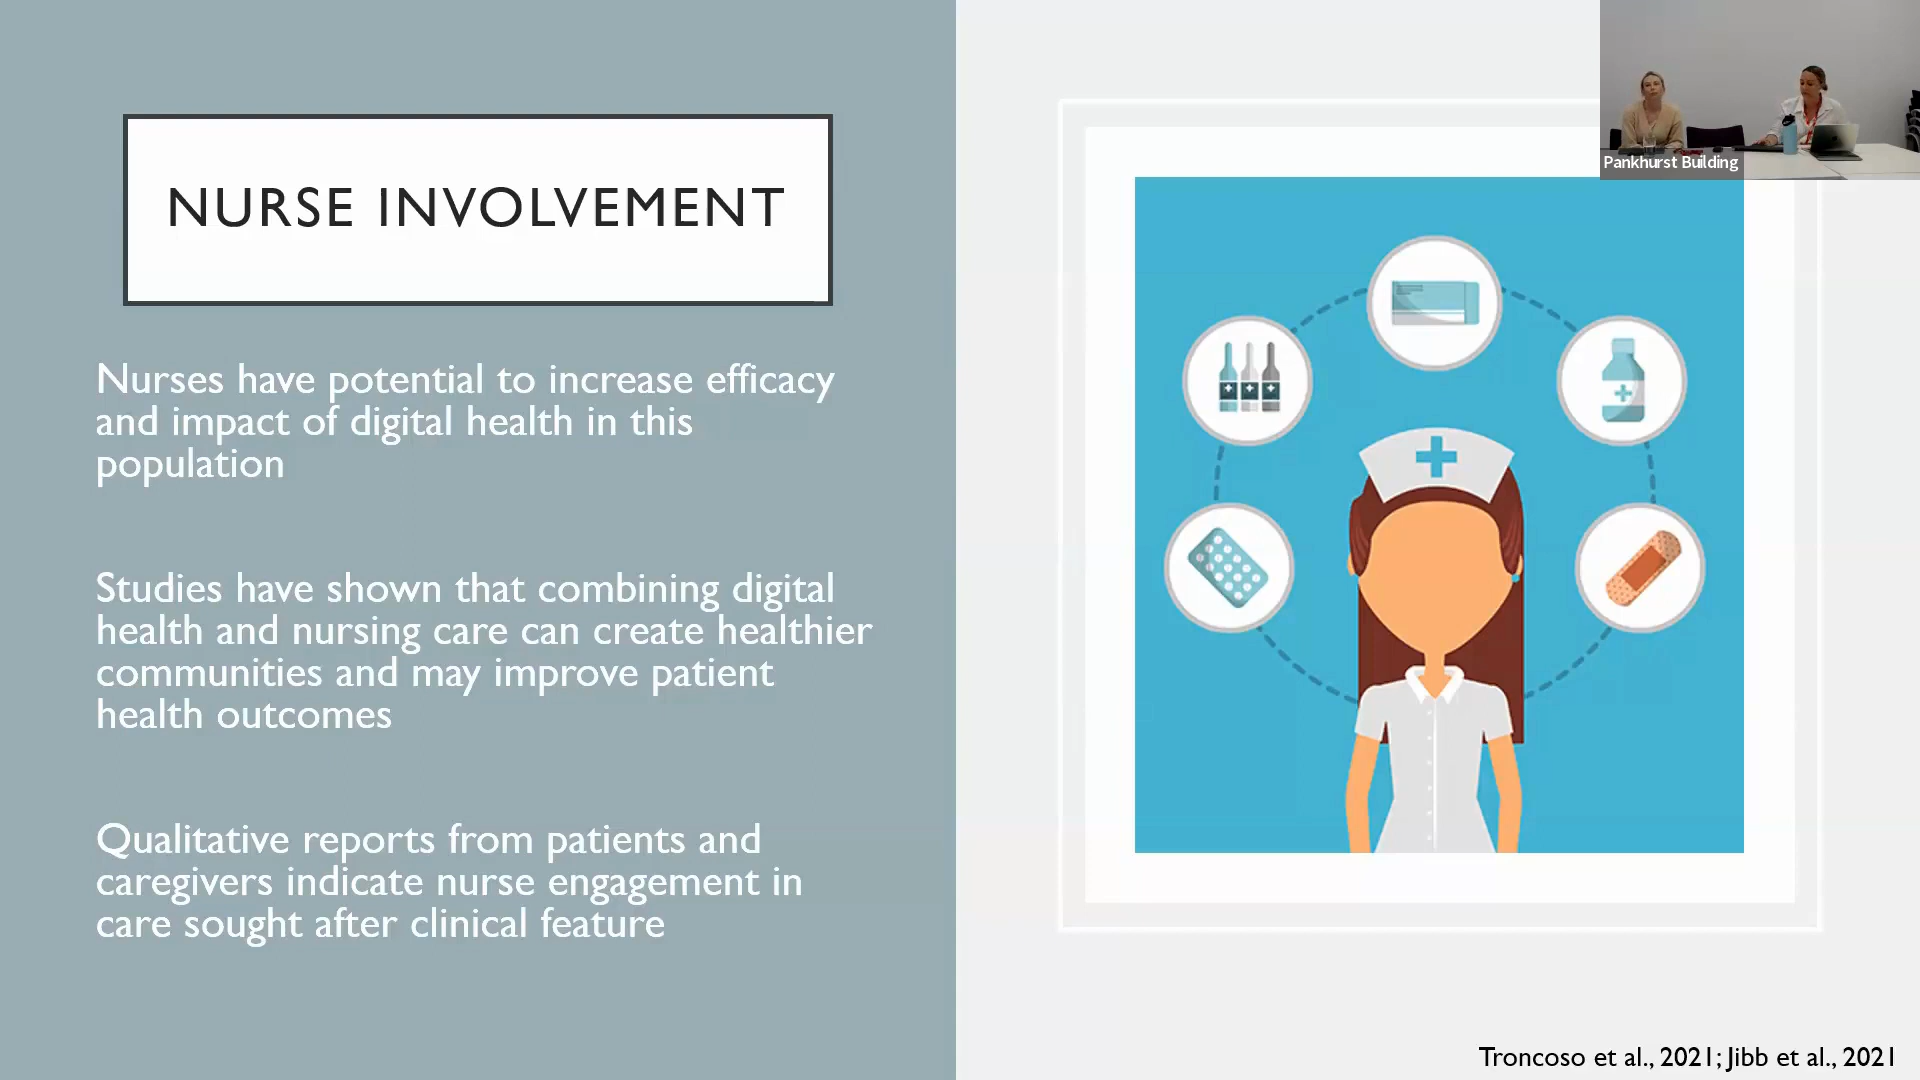 NURSE INVOLVEMENT
Nurses have potential to increase efficacy
and impact of digital health in this
population
Studies have shown that combining digital
health and nursing care can create healthier
communities and may improve patient
health outcomes
Qualitative reports from patients and
caregivers indicate nurse engagement in
care sought after clinical feature
Pankhurst Building
Troncoso et al., 2021; Jibb et al., 2021